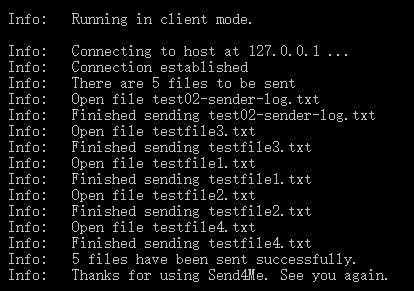 Info: Running in client mode.
Info: Connecting to host at 127.0.0.1 ...
Info: Connection established
Info: There are 5 files to be sent
Info: Open file test02-sender-log.txt
Info: Finished sending test02-sender-log.txt
Info: Open file testfile3.txt
Info: Finished sending testfile3.txt
Info: Open file testfile1.txt
Info: Finished sending testfile1.txt
Info: Open file testfile2.txt
Info: Finished sending testfile2.txt
Info: Open file testfile4.txt
Info: Finished sending testfile4.txt
Info: 5 files have been sent successfully.
Info: Thanks for using Send4Me. See you again.